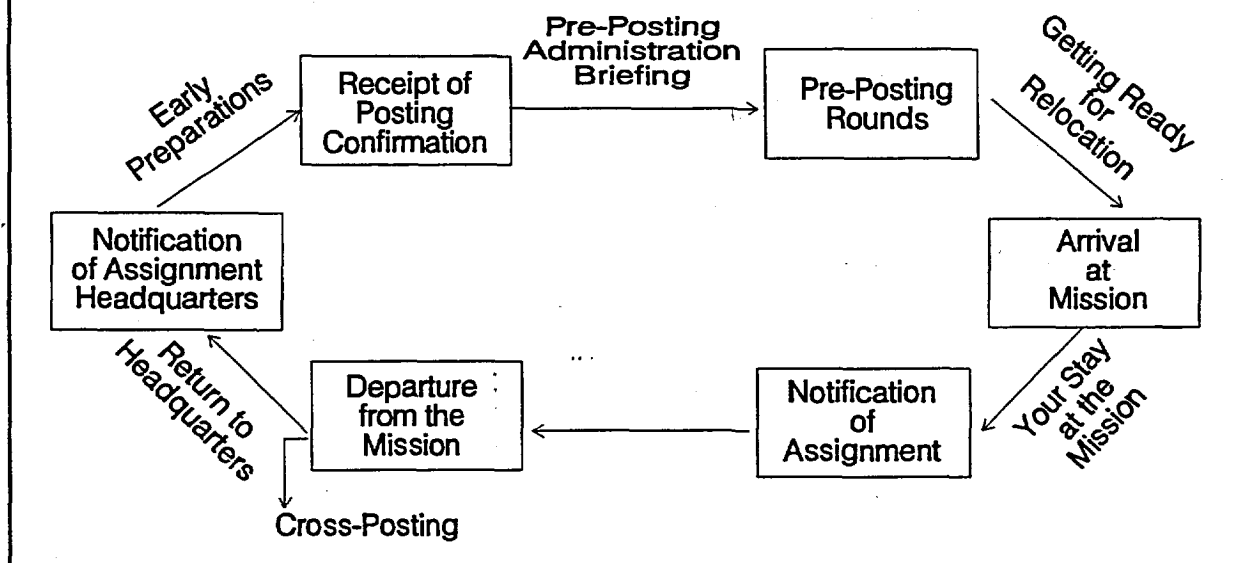 Early
Preparations
Receipt of
Posting
Confirmation
Pre-Posting
Administration
Briefing
Pre-Posting
Rounds
Getting Ready
for
Relocation
Arrival
at
Mission
Your Stay
at the
Mission
Notification
of
Assignment
Departure
from the
Mission
Cross-Posting
Return to
Headquarters
Notification
of Assignment
Headquarters